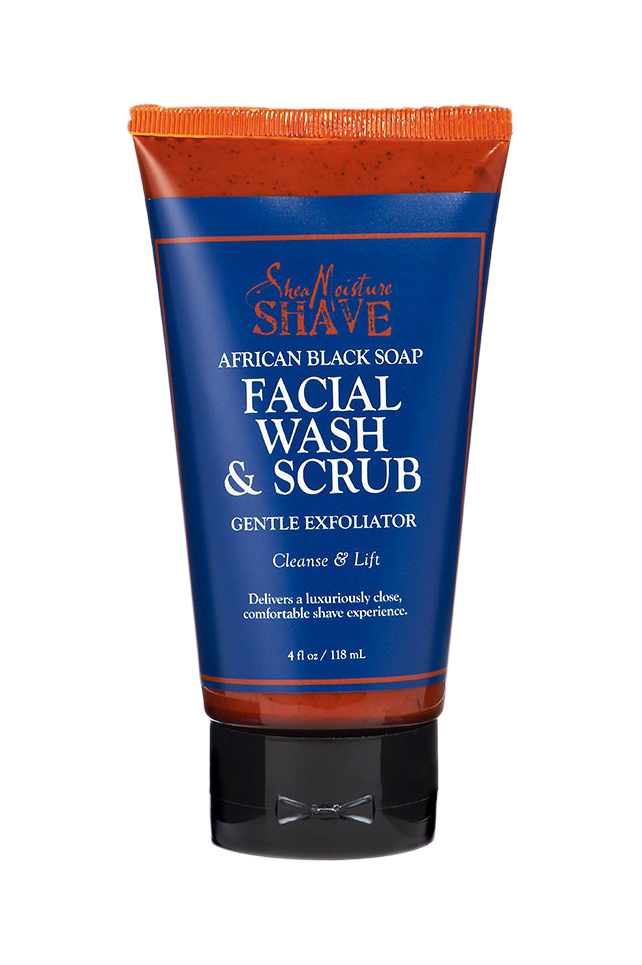 SheaMoisture
SHAVE
AFRICAN BLACK SOAP
FACIAL
WASH
& SCRUB
GENTLE EXFOLIATOR
Cleanse & Lift
Delivers a luxuriously close,
comfortable shave experience.
4 fl oz / 118 mL